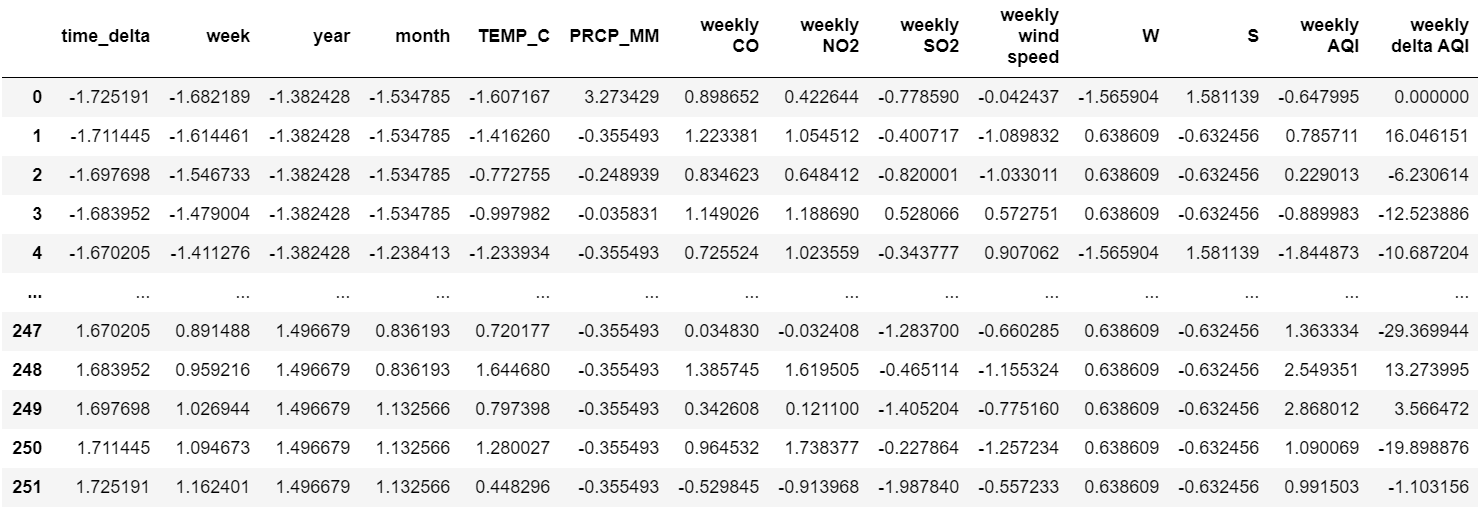 time_delta week year month TEMP_C PRCP_MM weekly CO weekly NO2 weekly SO2 weekly wind speed W S weekly AQI weekly delta AQI
0 -1.725191 -1.682189 -1.382428 -1.534785 -1.607167 3.273429 0.898652 0.422644 -0.778590 -0.042437 -1.565904 1.581139 -0.647995 0.000000
1 -1.711445 -1.614461 -1.382428 -1.534785 -1.416260 -0.355493 1.223381 1.054512 -0.400717 -1.089832 0.638609 -0.632456 0.785711 16.046151
2 -1.697698 -1.546733 -1.382428 -1.534785 -0.772755 -0.248939 0.834623 0.648412 -0.820001 -1.033011 0.638609 -0.632456 0.229013 -6.230614
3 -1.683952 -1.479004 -1.382428 -1.534785 -0.997982 -0.035831 1.149026 1.188690 0.528066 0.572751 0.638609 -0.632456 -0.889983 -12.523886
4 -1.670205 -1.411276 -1.382428 -1.238413 -1.233934 -0.355493 0.725524 1.023559 -0.343777 0.907062 -1.565904 1.581139 -1.844873 -10.687204
... ... ... ... ... ... ... ... ... ... ... ... ... ... ...
247 1.670205 0.891488 1.496679 0.836193 0.720177 -0.355493 0.034830 -0.032408 -1.283700 -0.660285 0.638609 -0.632456 1.363334 -29.369944
248 1.683952 0.959216 1.496679 0.836193 1.644680 -0.355493 1.385745 1.619505 -0.465114 -1.155324 0.638609 -0.632456 2.549351 13.273995
249 1.697698 1.026944 1.496679 1.132566 0.797398 -0.355493 0.342608 0.121100 -1.405204 -0.775160 0.638609 -0.632456 2.868012 3.566472
250 1.711445 1.094673 1.496679 1.132566 1.280027 -0.355493 0.964532 1.738377 -0.227864 -1.257234 0.638609 -0.632456 1.090069 -19.898876
251 1.725191 1.162401 1.496679 1.132566 0.448296 -0.355493 -0.529845 -0.913968 -1.987840 -0.557233 0.638609 -0.632456 0.991503 -1.103156